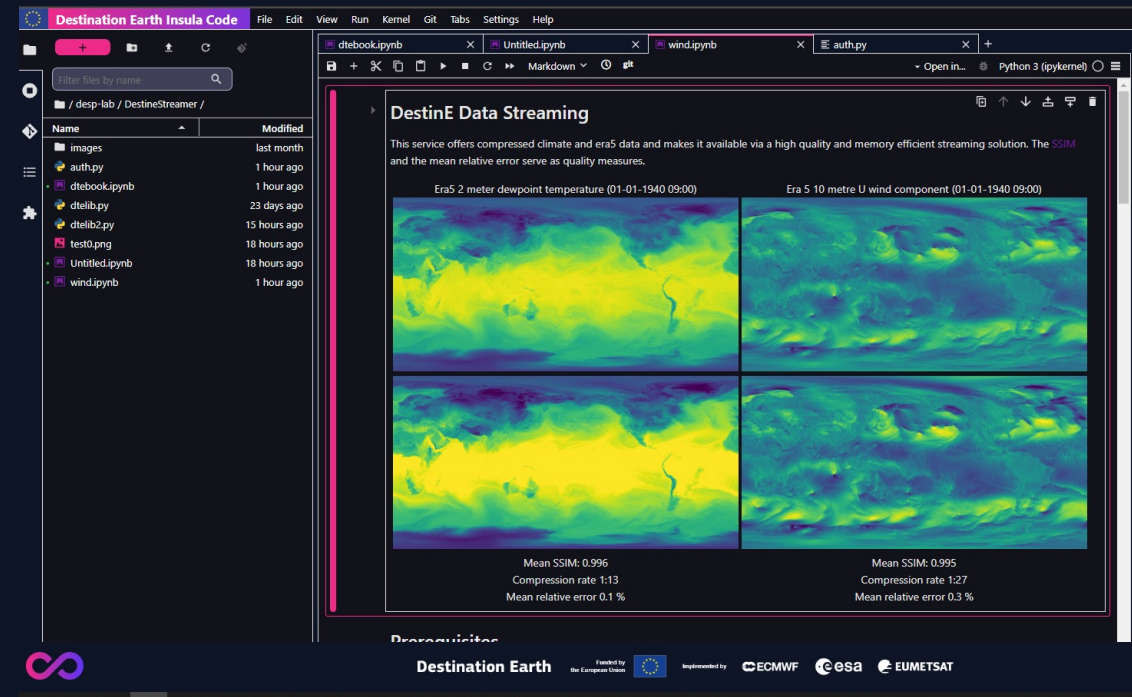 Destination Earth Insula Code File Edit View Run Kernel Git Tabs Settings Help
dtebook.ipynb Untitled.ipynb wind.ipynb auth.py
Markdown git Open in... Python 3 (ipykernel)
Filter files by name
/ desp-lab / DestineStreamer /
Name Modified
images last month
auth.py 1 hour ago
dtebook.ipynb 1 hour ago
dtelib.py 23 days ago
dtelib2.py 15 hours ago
test0.png 18 hours ago
Untitled.ipynb 18 hours ago
wind.ipynb 1 hour ago
DestinE Data Streaming
This service offers compressed climate and era5 data and makes it available via a high quality and memory efficient streaming solution. The SSIM
and the mean relative error serve as quality measures.
Era5 2 meter dewpoint temperature (01-01-1940 09:00)
Era 5 10 metre U wind component (01-01-1940 09:00)
Mean SSIM: 0.996
Compression rate 1:13
Mean relative error 0.1 %
Mean SSIM: 0.995
Compression rate 1:27
Mean relative error 0.3 %
Prerequisites
Destination Earth Funded by the European Union Implemented by ECMWF esa EUMETSAT